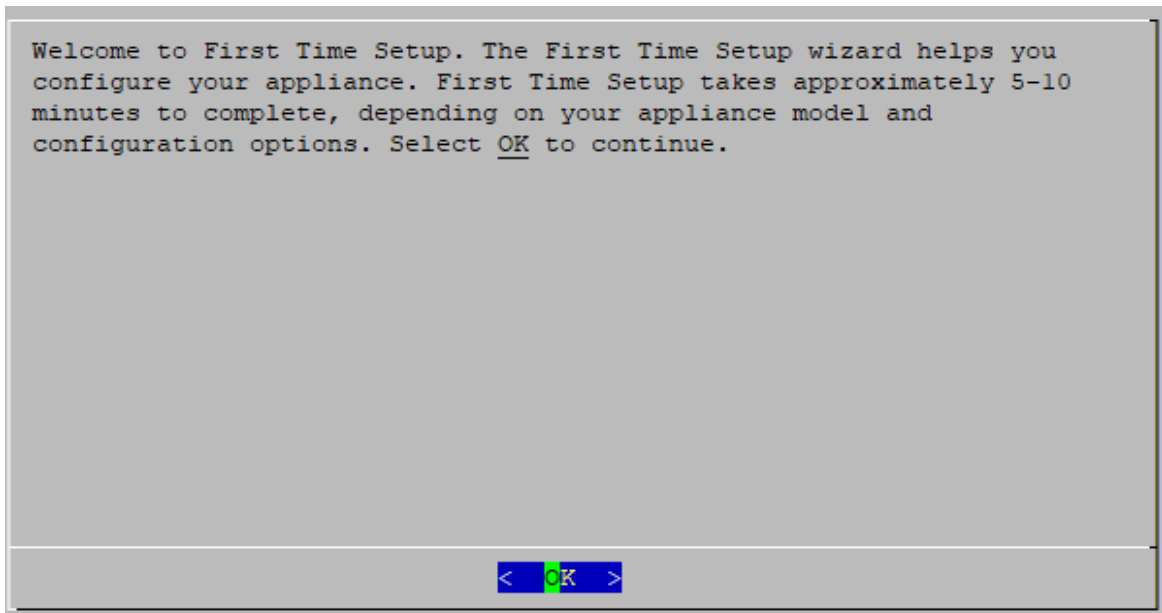 Welcome to First Time Setup. The First Time Setup wizard helps you
configure your appliance. First Time Setup takes approximately 5-10
minutes to complete, depending on your appliance model and
configuration options. Select OK to continue.
< OK >